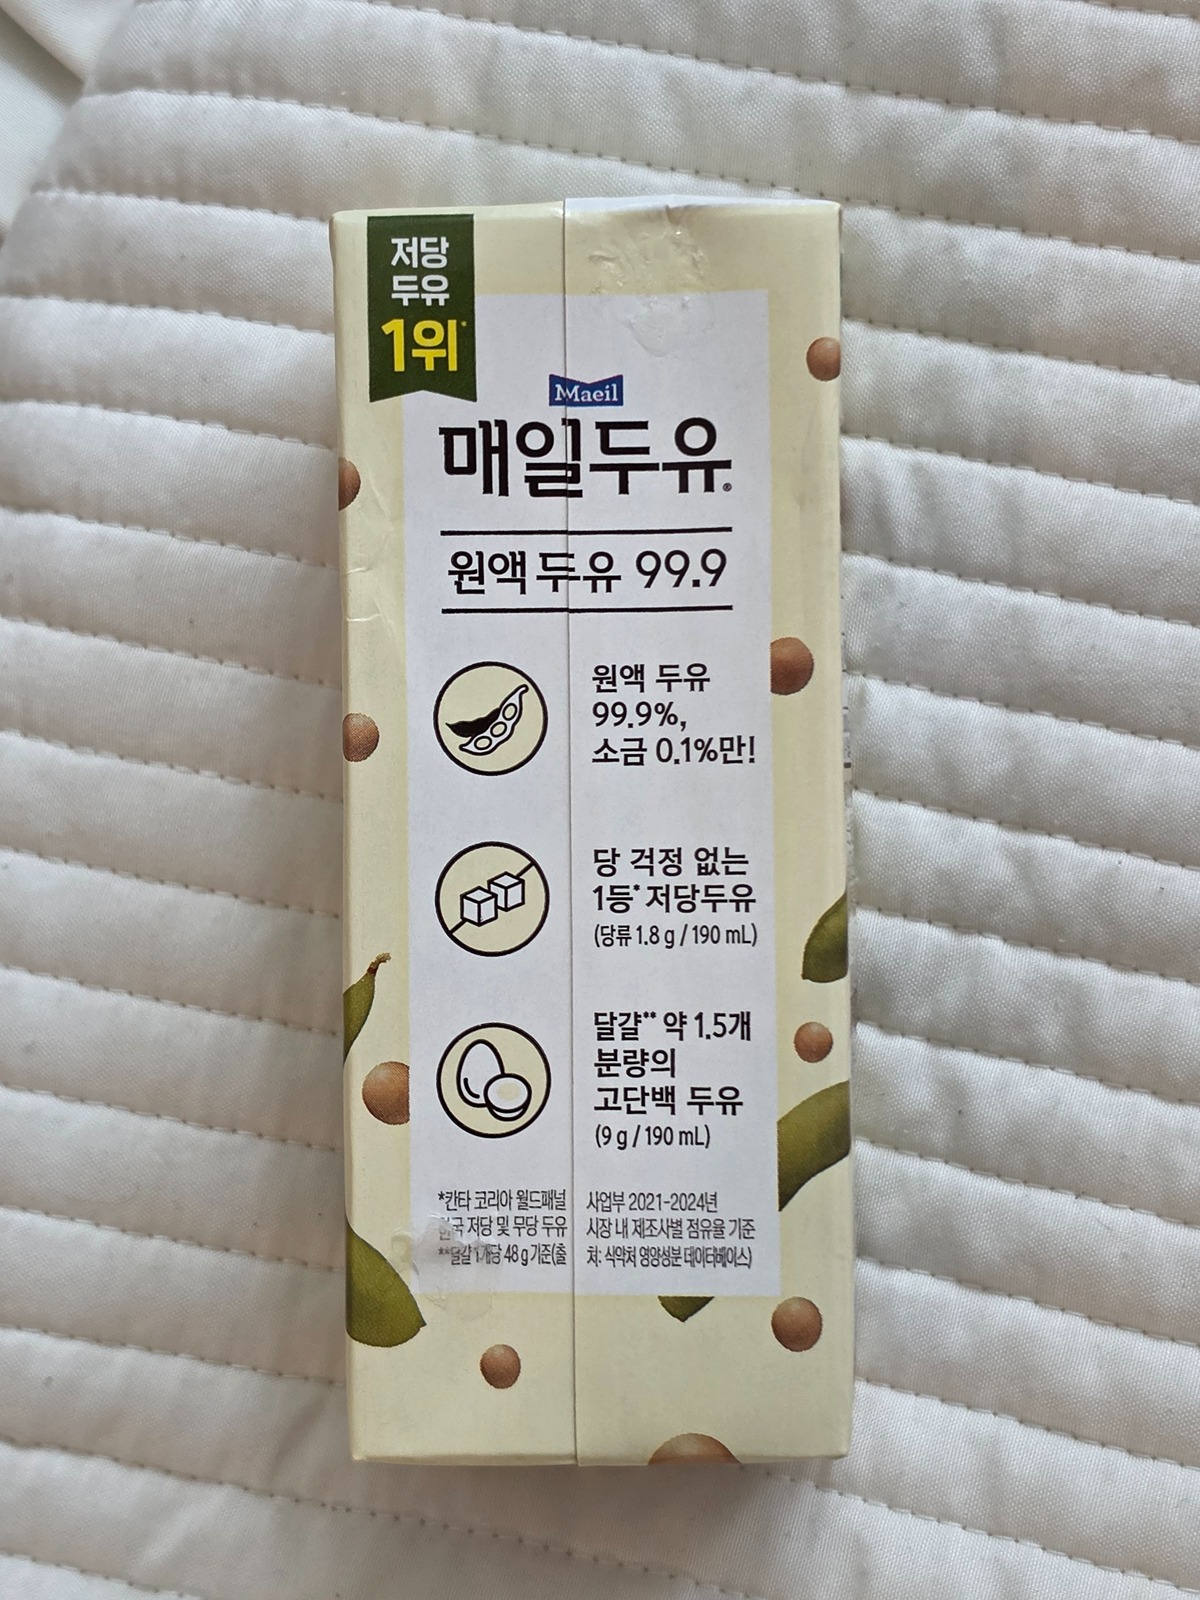 저당
두유
1위*
Maeil
매일두유®
원액 두유 99.9
원액 두유
99.9%,
소금 0.1%만!
당 걱정 없는
1등* 저당두유
(당류 1.8 g / 190 mL)
달걀** 약 1.5개
분량의
고단백 두유
(9 g / 190 mL)
*칸타 코리아 월드패널 사업부 2021-2024년
한국 저당 및 무당 두유 시장 내 제조사별 점유율 기준
**달걀 1개당 48 g 기준(출처: 식약처 영양성분 데이터베이스)